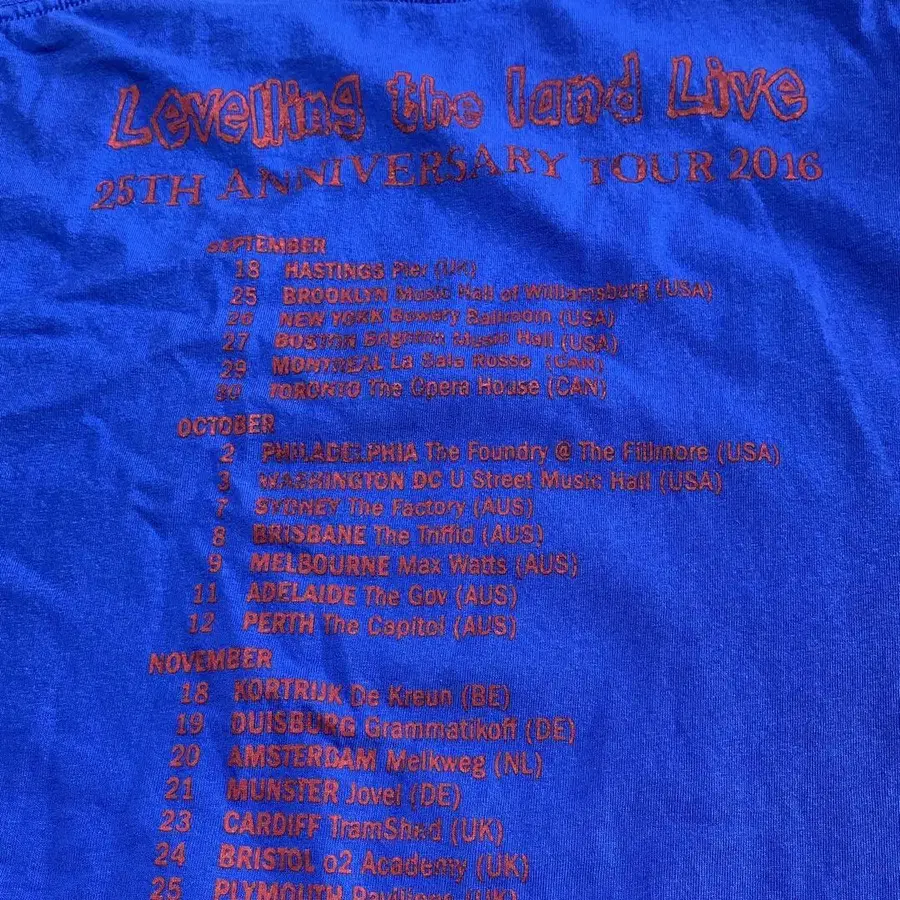 Levelling the land Live
25TH ANNIVERSARY TOUR 2016
SEPTEMBER
18 HASTINGS Pier (UK)
25 BROOKLYN Music Hall of Williamsburg (USA)
26 NEW YORK Bowery Ballroom (USA)
27 BOSTON Brighton Music Hall (USA)
29 MONTREAL La Sala Rosso (CAN)
30 TORONTO The Opera House (CAN)
OCTOBER
2 PHILADELPHIA The Foundry @ The Fillmore (USA)
3 WASHINGTON DC U Street Music Hall (USA)
7 SYDNEY The Factory (AUS)
8 BRISBANE The Triffid (AUS)
9 MELBOURNE Max Watts (AUS)
11 ADELAIDE The Gov (AUS)
12 PERTH The Capitol (AUS)
NOVEMBER
18 KORTRIJK De Kreun (BE)
19 DUISBURG Grammatikoff (DE)
20 AMSTERDAM Melkweg (NL)
21 MUNSTER Jovel (DE)
23 CARDIFF TramShed (UK)
24 BRISTOL o2 Academy (UK)
25 PLYMOUTH Pavilions (UK)